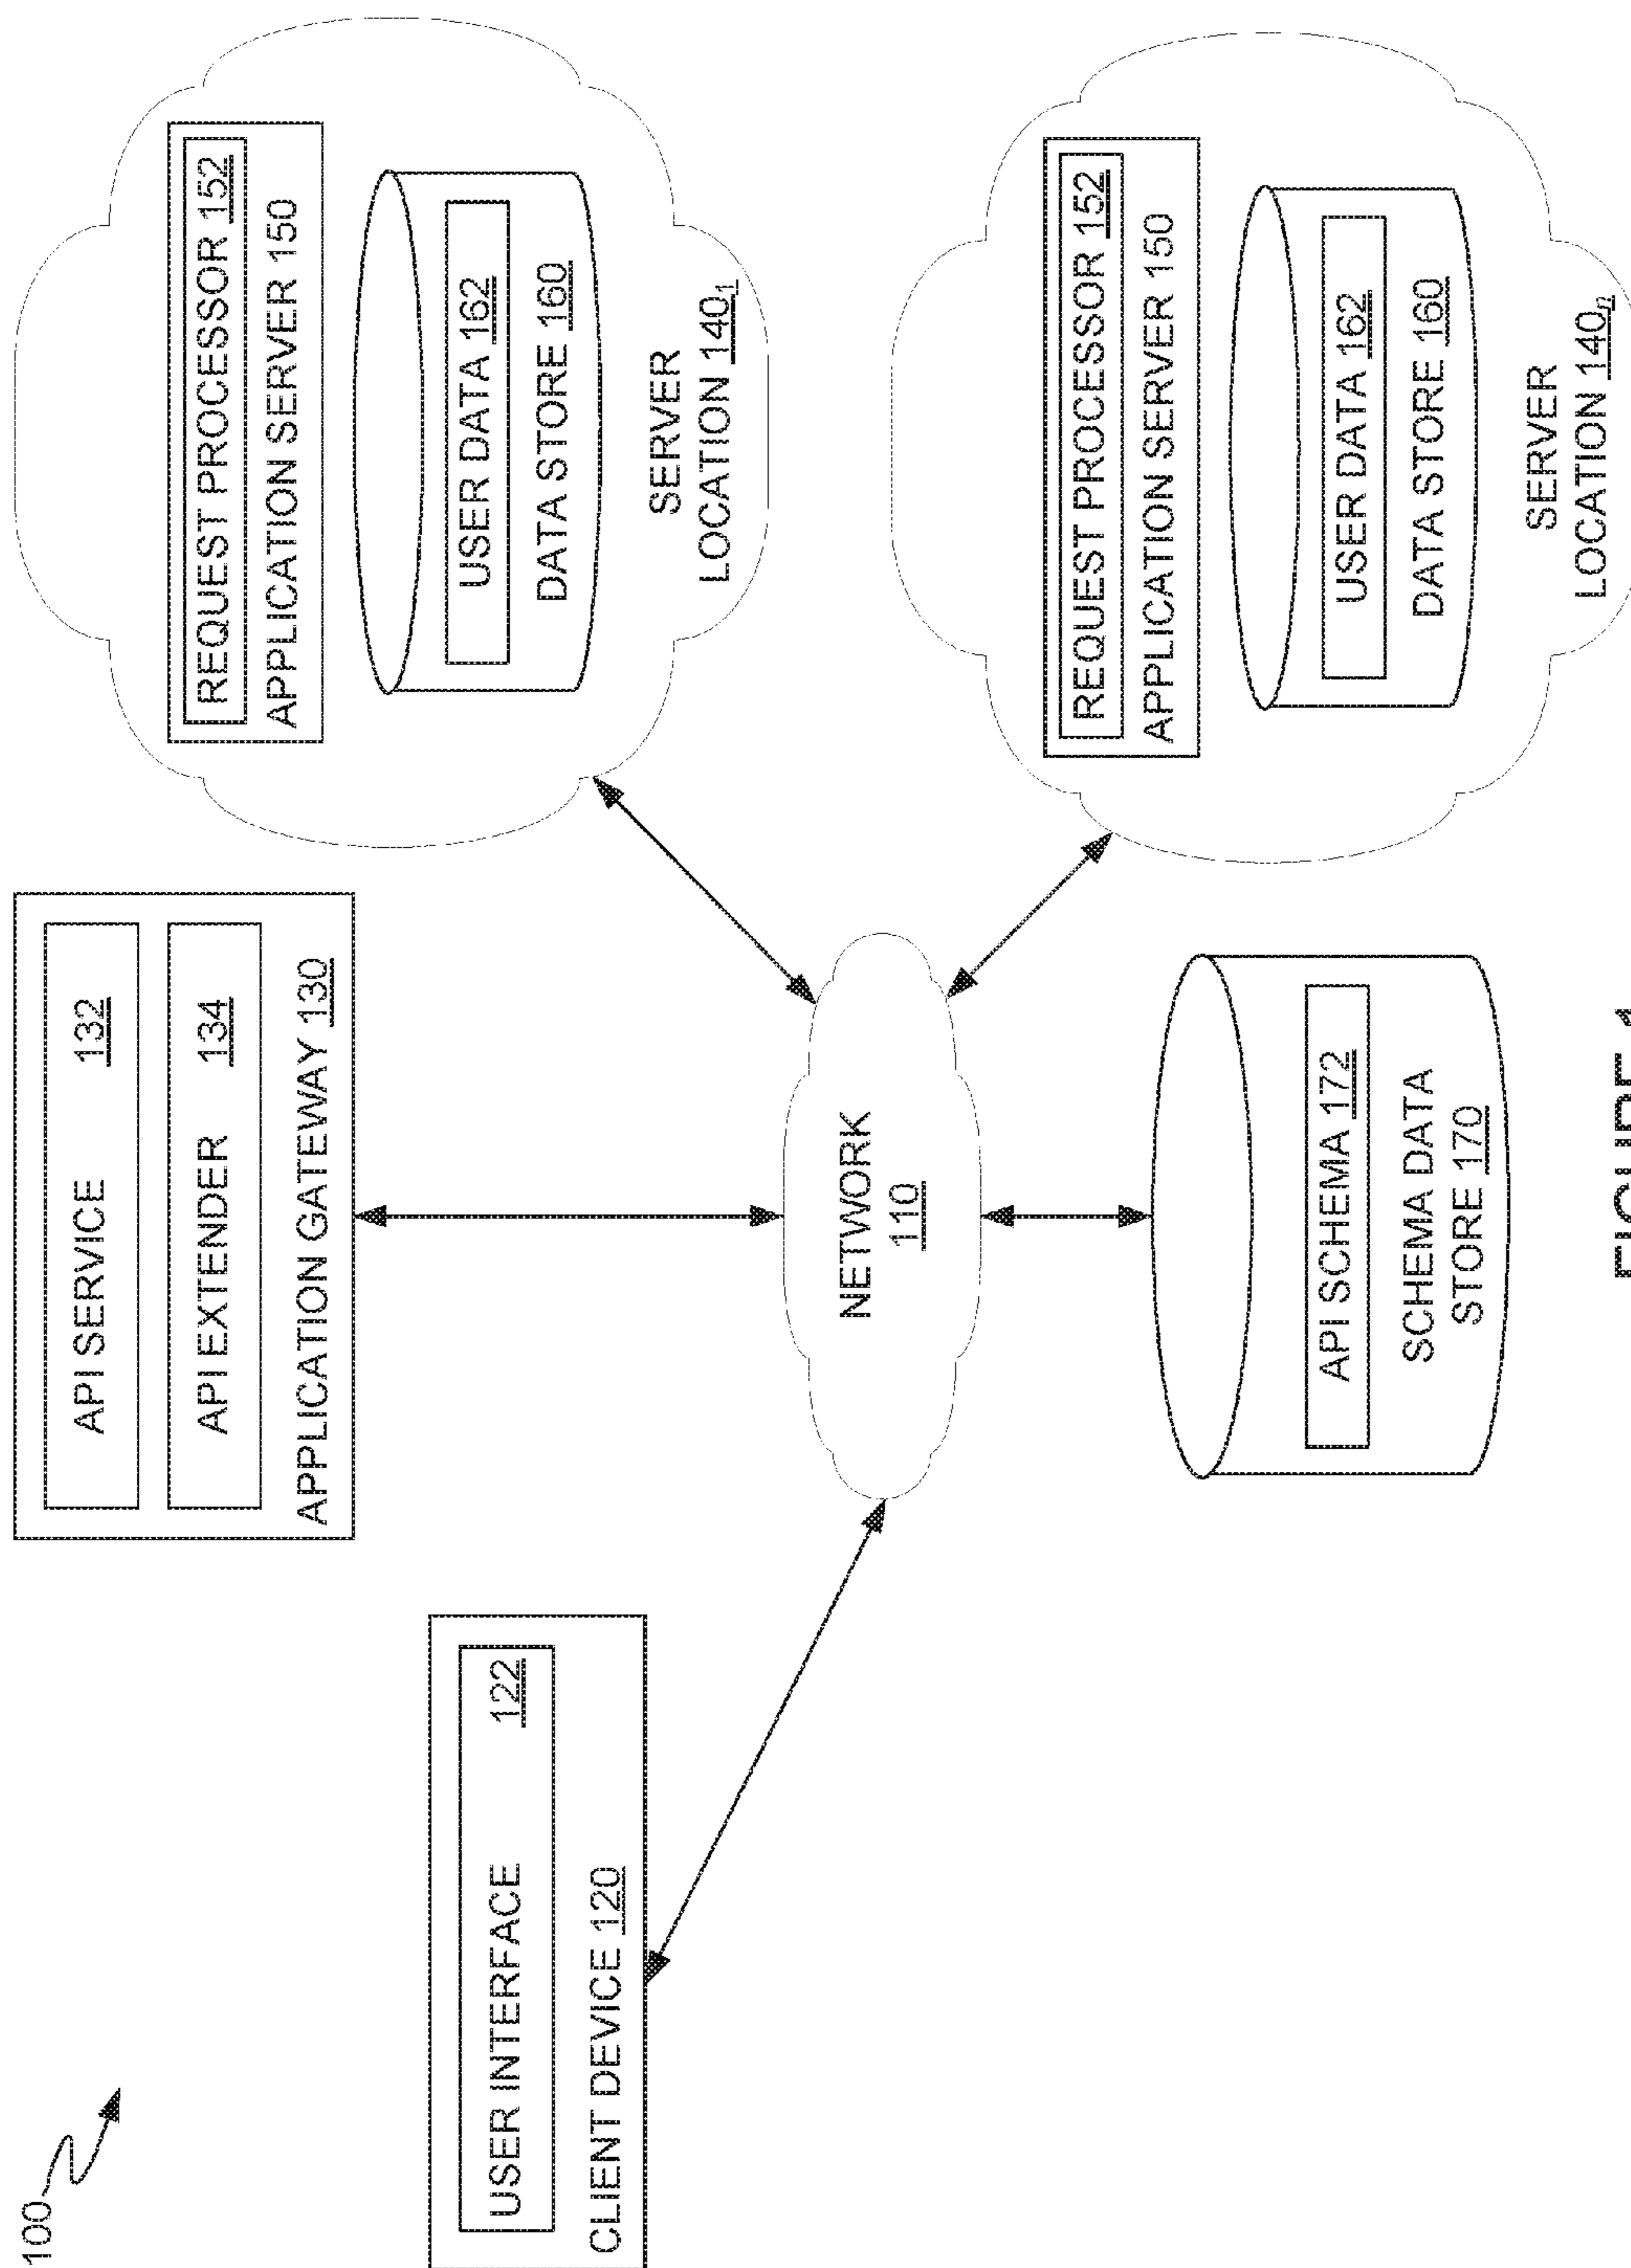 100
USER INTERFACE 122
CLIENT DEVICE 120
API SERVICE 132
API EXTENDER 134
APPLICATION GATEWAY 130
NETWORK
110
API SCHEMA 172
SCHEMA DATA
STORE 170
REQUEST PROCESSOR 152
APPLICATION SERVER 150
USER DATA 162
DATA STORE 160
SERVER
LOCATION 140₁
REQUEST PROCESSOR 152
APPLICATION SERVER 150
USER DATA 162
DATA STORE 160
SERVER
LOCATION 140ₙ
FIGURE 1